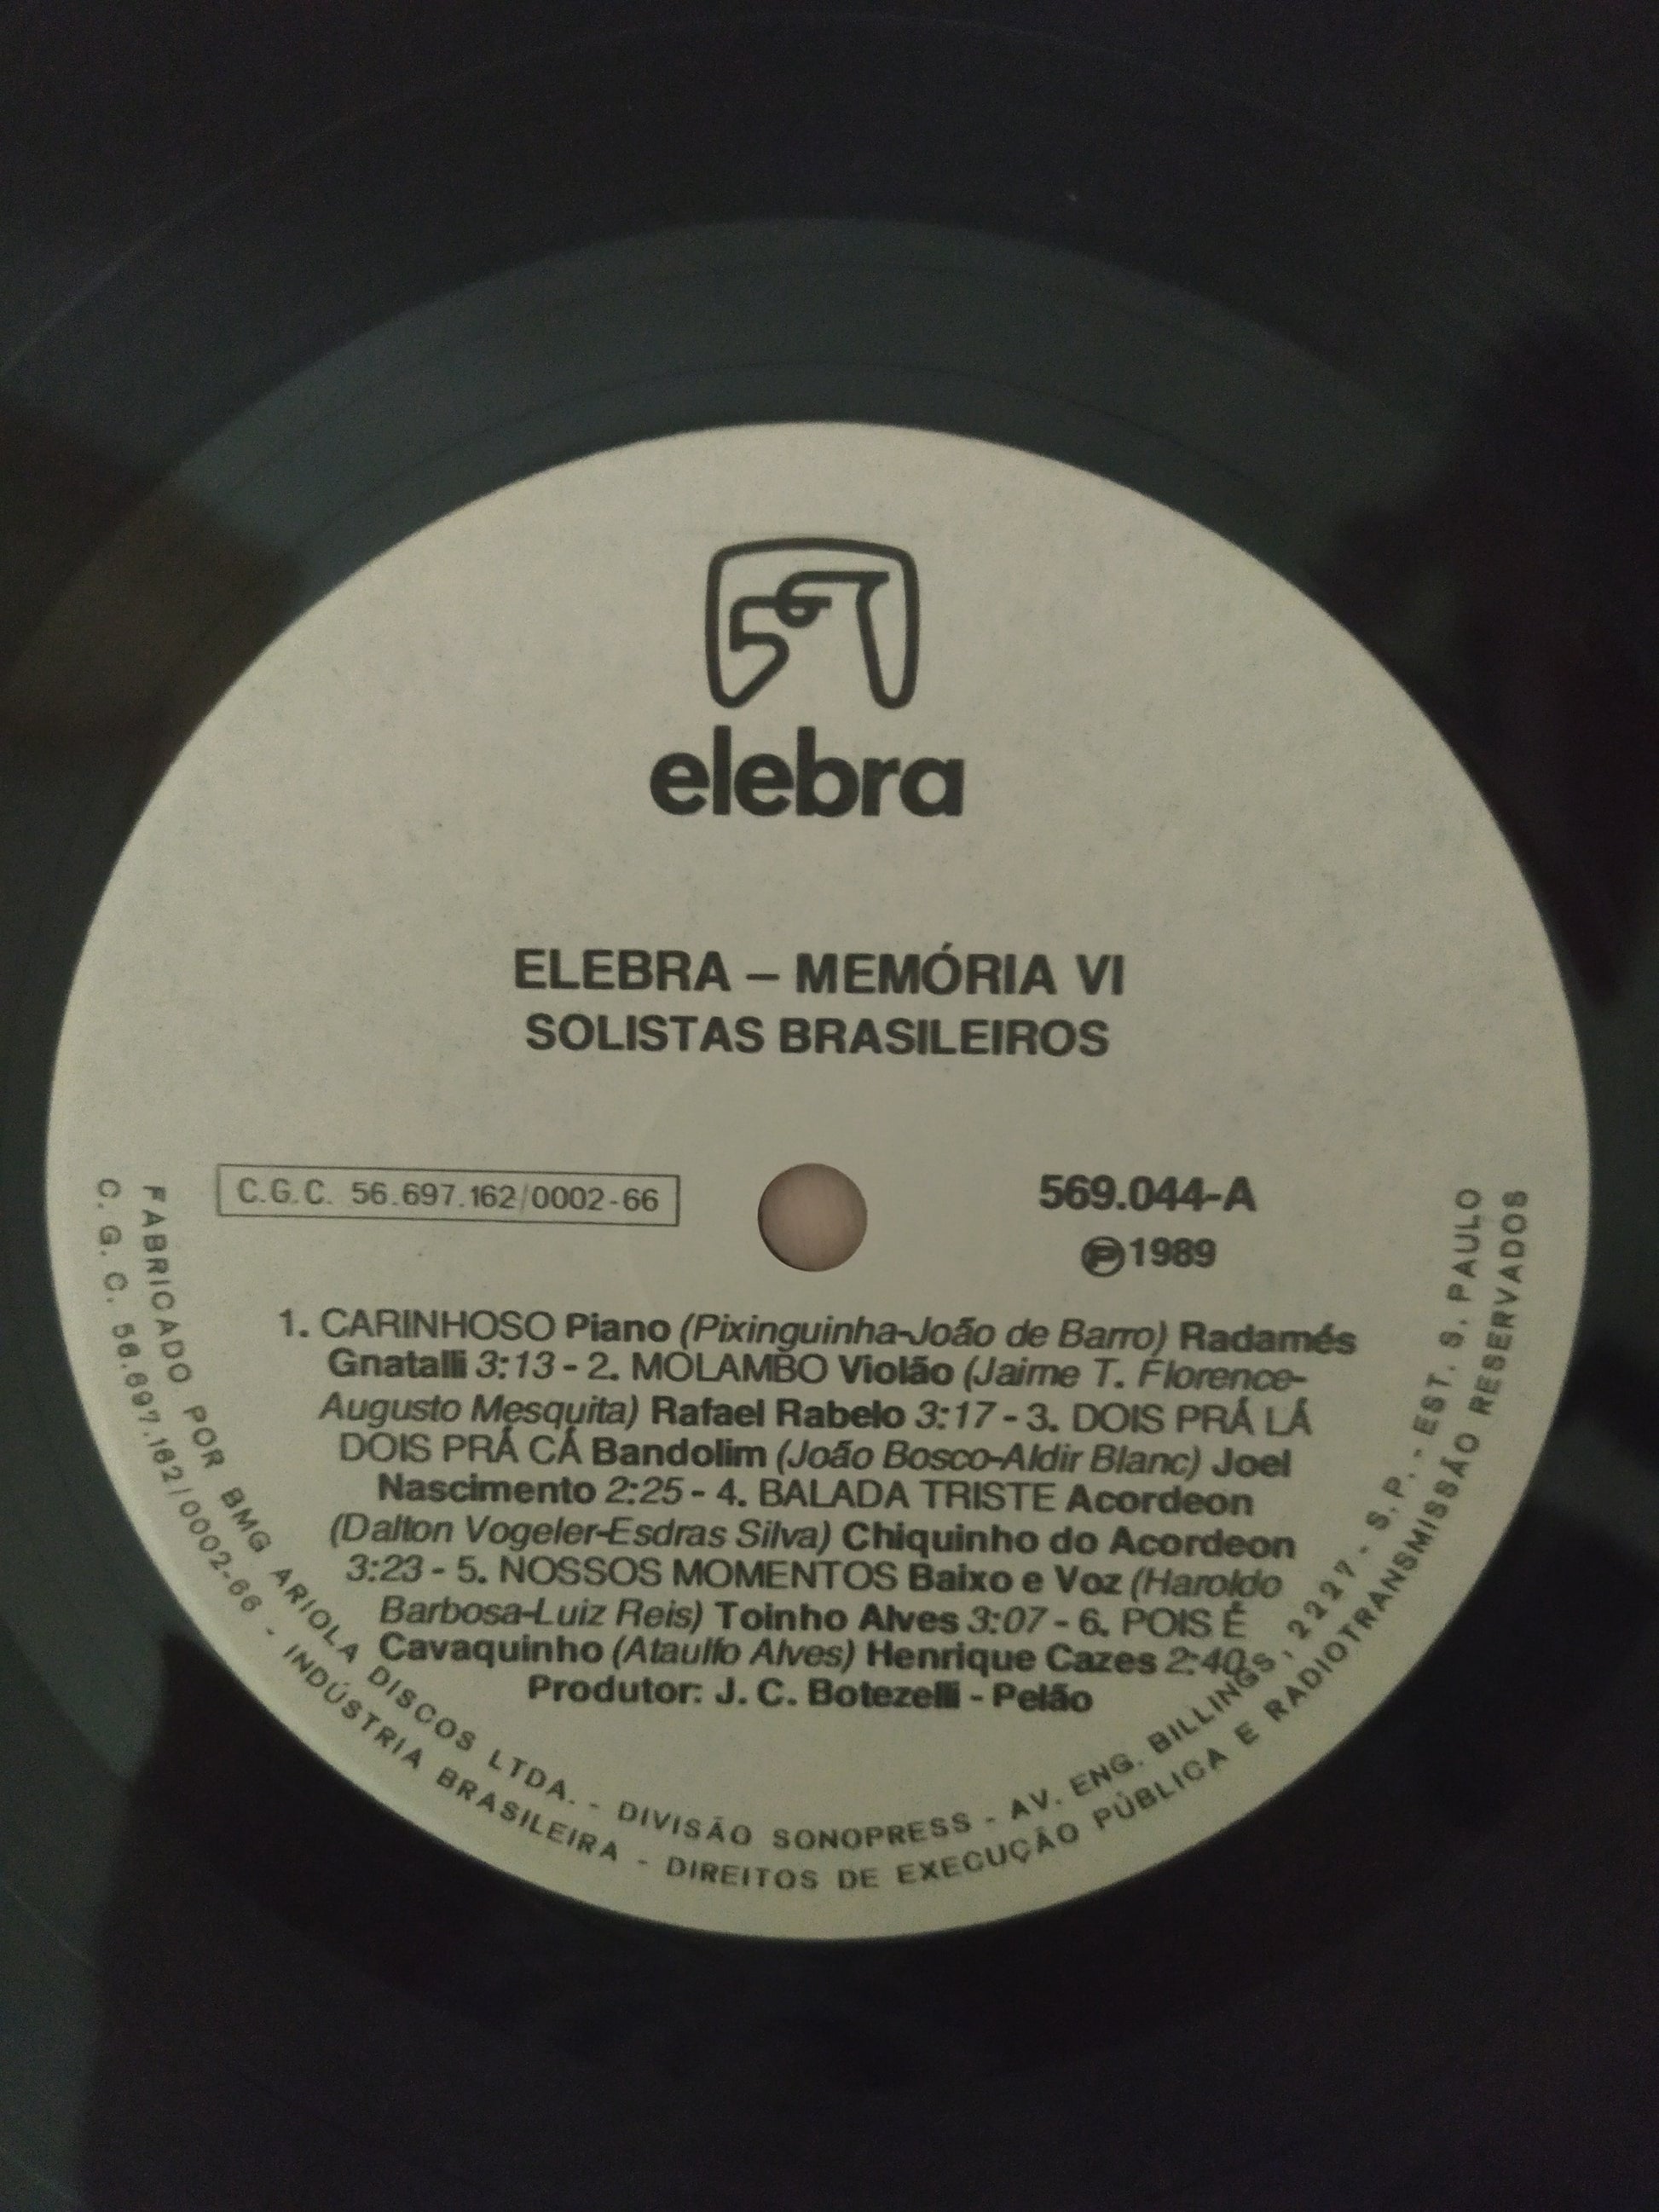 elebra
ELEBRA – MEMÓRIA VI
SOLISTAS BRASILEIROS
C.G.C. 56.697.162/0002-66
569.044-A
Ⓟ1989
1. CARINHOSO Piano (Pixinguinha-João de Barro) Radamés
Gnatalli 3:13 - 2. MOLAMBO Violão (Jaime T. Florence-
Augusto Mesquita) Rafael Rabelo 3:17 - 3. DOIS PRÁ LÁ
DOIS PRÁ CÁ Bandolim (João Bosco-Aldir Blanc) Joel
Nascimento 2:25 - 4. BALADA TRISTE Acordeon
(Dalton Vogeler-Esdras Silva) Chiquinho do Acordeon
3:23 - 5. NOSSOS MOMENTOS Baixo e Voz (Haroldo
Barbosa-Luiz Reis) Toinho Alves 3:07 - 6. POIS É
Cavaquinho (Ataulfo Alves) Henrique Cazes 2:40
Produtor: J. C. Botezelli - Pelão
FABRICADO POR BMG ARIOLA DISCOS LTDA. - DIVISÃO SONOPRESS - AV. ENG. BILLINGS, 2227 - S.P. - EST. S. PAULO
C.G.C. 56.697.162/0002-66 - INDÚSTRIA BRASILEIRA - DIREITOS DE EXECUÇÃO PÚBLICA E RADIOTRANSMISSÃO RESERVADOS